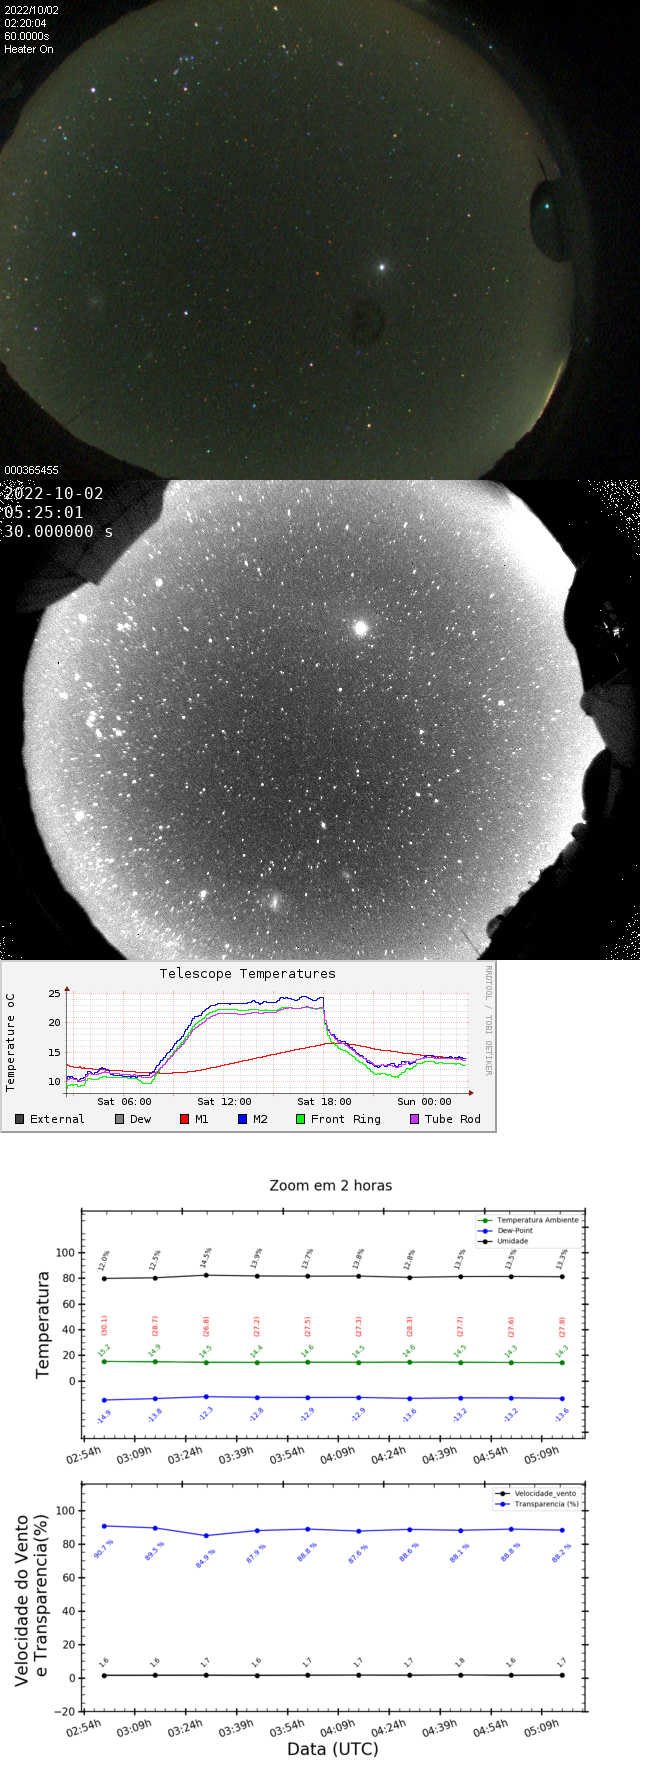 2022/10/02
02:20:04
60.0000s
Heater On
000365455
2022-10-02
05:25:01
30.000000 s
Telescope Temperatures
Temperature oC
25
20
15
10
Sat 06:00 Sat 12:00 Sat 18:00 Sun 00:00
External Dew M1 M2 Front Ring Tube Rod
RRDTOOL / TOBI OETIKER
Zoom em 2 horas
Temperatura Ambiente
Dew-Point
Umidade
Temperatura
100
80
60
40
20
0
12.0% 12.5% 14.5% 13.9% 13.7% 13.8% 12.8% 13.5% 13.5% 13.3%
(30.1) (28.7) (26.8) (27.2) (27.5) (27.3) (28.3) (27.7) (27.6) (27.8)
15.2 14.9 14.5 14.4 14.6 14.5 14.6 14.5 14.3 14.3
-14.9 -13.8 -12.3 -12.8 -12.9 -12.9 -13.6 -13.2 -13.2 -13.6
02:54h 03:09h 03:24h 03:39h 03:54h 04:09h 04:24h 04:39h 04:54h 05:09h
Velocidade_vento
Transparencia (%)
Velocidade do Vento
e Transparencia(%)
100
80
60
40
20
0
−20
90.7 % 89.5 % 84.9 % 87.9 % 88.8 % 87.6 % 88.6 % 88.1 % 88.8 % 88.2 %
1.6 1.6 1.7 1.6 1.7 1.7 1.7 1.8 1.6 1.7
02:54h 03:09h 03:24h 03:39h 03:54h 04:09h 04:24h 04:39h 04:54h 05:09h
Data (UTC)